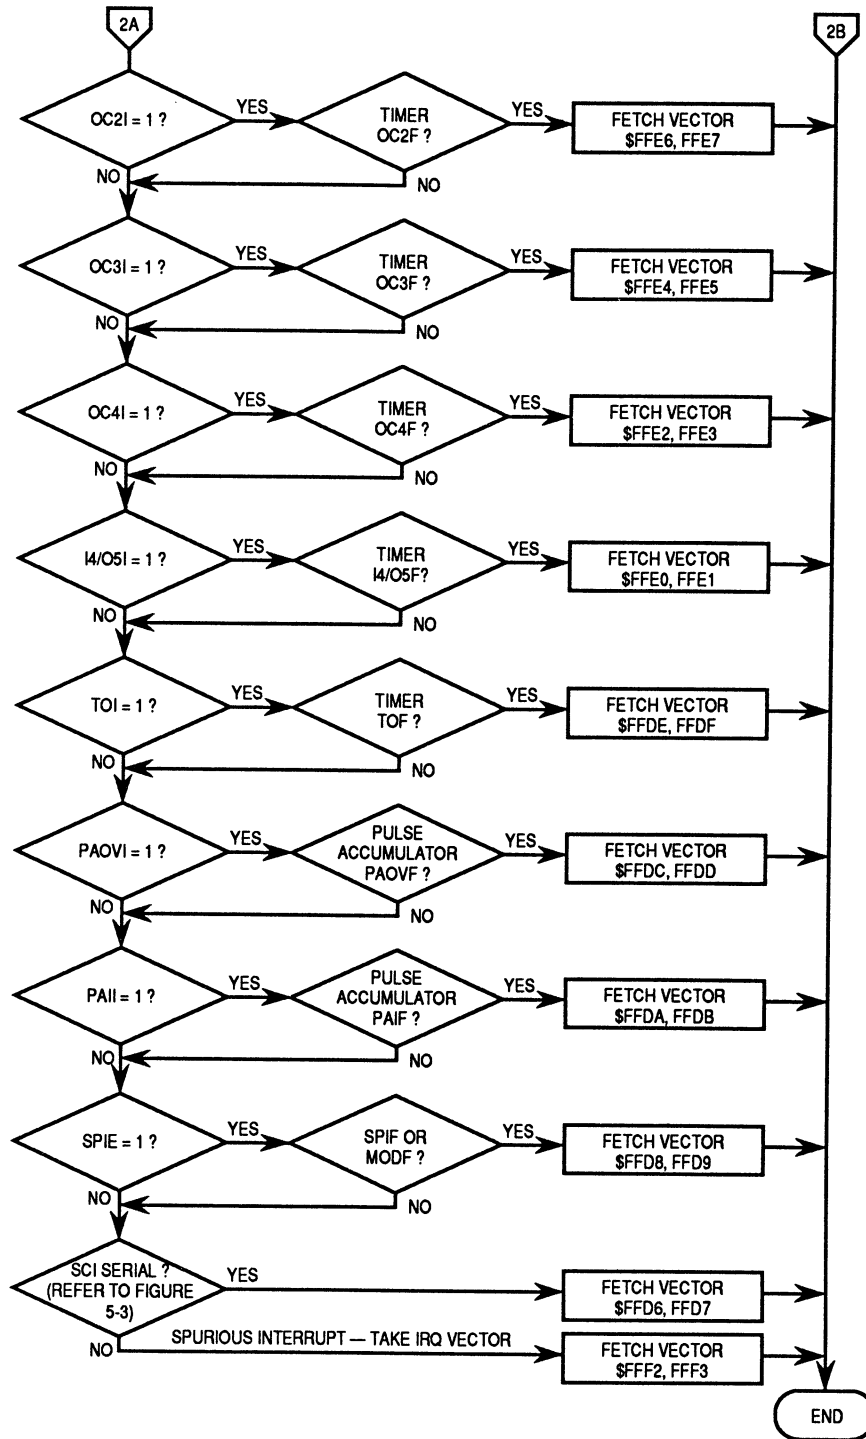 2A
2B
OC2I = 1 ?
YES
TIMER
OC2F ?
YES
FETCH VECTOR
$FFE6, FFE7
NO
NO
OC3I = 1 ?
YES
TIMER
OC3F ?
YES
FETCH VECTOR
$FFE4, FFE5
NO
NO
OC4I = 1 ?
YES
TIMER
OC4F ?
YES
FETCH VECTOR
$FFE2, FFE3
NO
NO
I4/O5I = 1 ?
YES
TIMER
I4/O5F?
YES
FETCH VECTOR
$FFE0, FFE1
NO
NO
TOI = 1 ?
YES
TIMER
TOF ?
YES
FETCH VECTOR
$FFDE, FFDF
NO
NO
PAOVI = 1 ?
YES
PULSE
ACCUMULATOR
PAOVF ?
YES
FETCH VECTOR
$FFDC, FFDD
NO
NO
PAII = 1 ?
YES
PULSE
ACCUMULATOR
PAIF ?
YES
FETCH VECTOR
$FFDA, FFDB
NO
NO
SPIE = 1 ?
YES
SPIF OR
MODF ?
YES
FETCH VECTOR
$FFD8, FFD9
NO
NO
SCI SERIAL ?
(REFER TO FIGURE
5-3)
YES
FETCH VECTOR
$FFD6, FFD7
NO
SPURIOUS INTERRUPT — TAKE IRQ VECTOR
FETCH VECTOR
$FFF2, FFF3
END